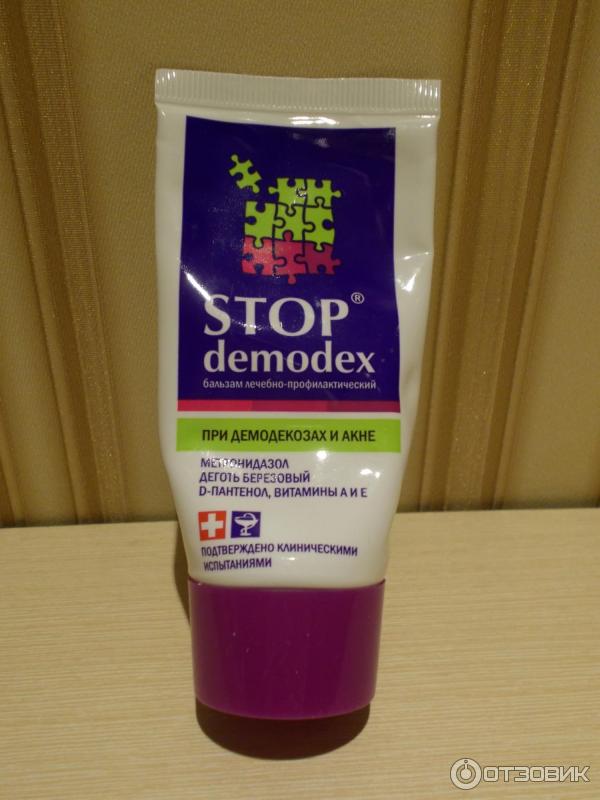 STOP®
demodex
бальзам лечебно-профилактический
ПРИ ДЕМОДЕКОЗАХ И АКНЕ
МЕТРОНИДАЗОЛ
ДЕГОТЬ БЕРЕЗОВЫЙ
D-ПАНТЕНОЛ, ВИТАМИНЫ А И Е
ПОДТВЕРЖДЕНО КЛИНИЧЕСКИМИ
ИСПЫТАНИЯМИ
ОТЗОВИК